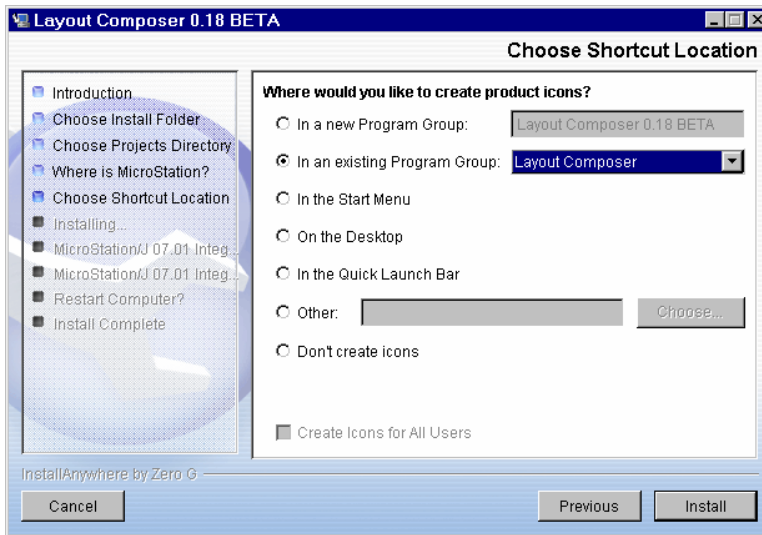 Layout Composer 0.18 BETA
Choose Shortcut Location
Introduction
Choose Install Folder
Choose Projects Directory
Where is MicroStation?
Choose Shortcut Location
Installing...
MicroStation/J 07.01 Integ...
MicroStation/J 07.01 Integ...
Restart Computer?
Install Complete
Where would you like to create product icons?
In a new Program Group: Layout Composer 0.18 BETA
In an existing Program Group: Layout Composer
In the Start Menu
On the Desktop
In the Quick Launch Bar
Other: Choose...
Don't create icons
Create Icons for All Users
InstallAnywhere by Zero G
Cancel Previous Install